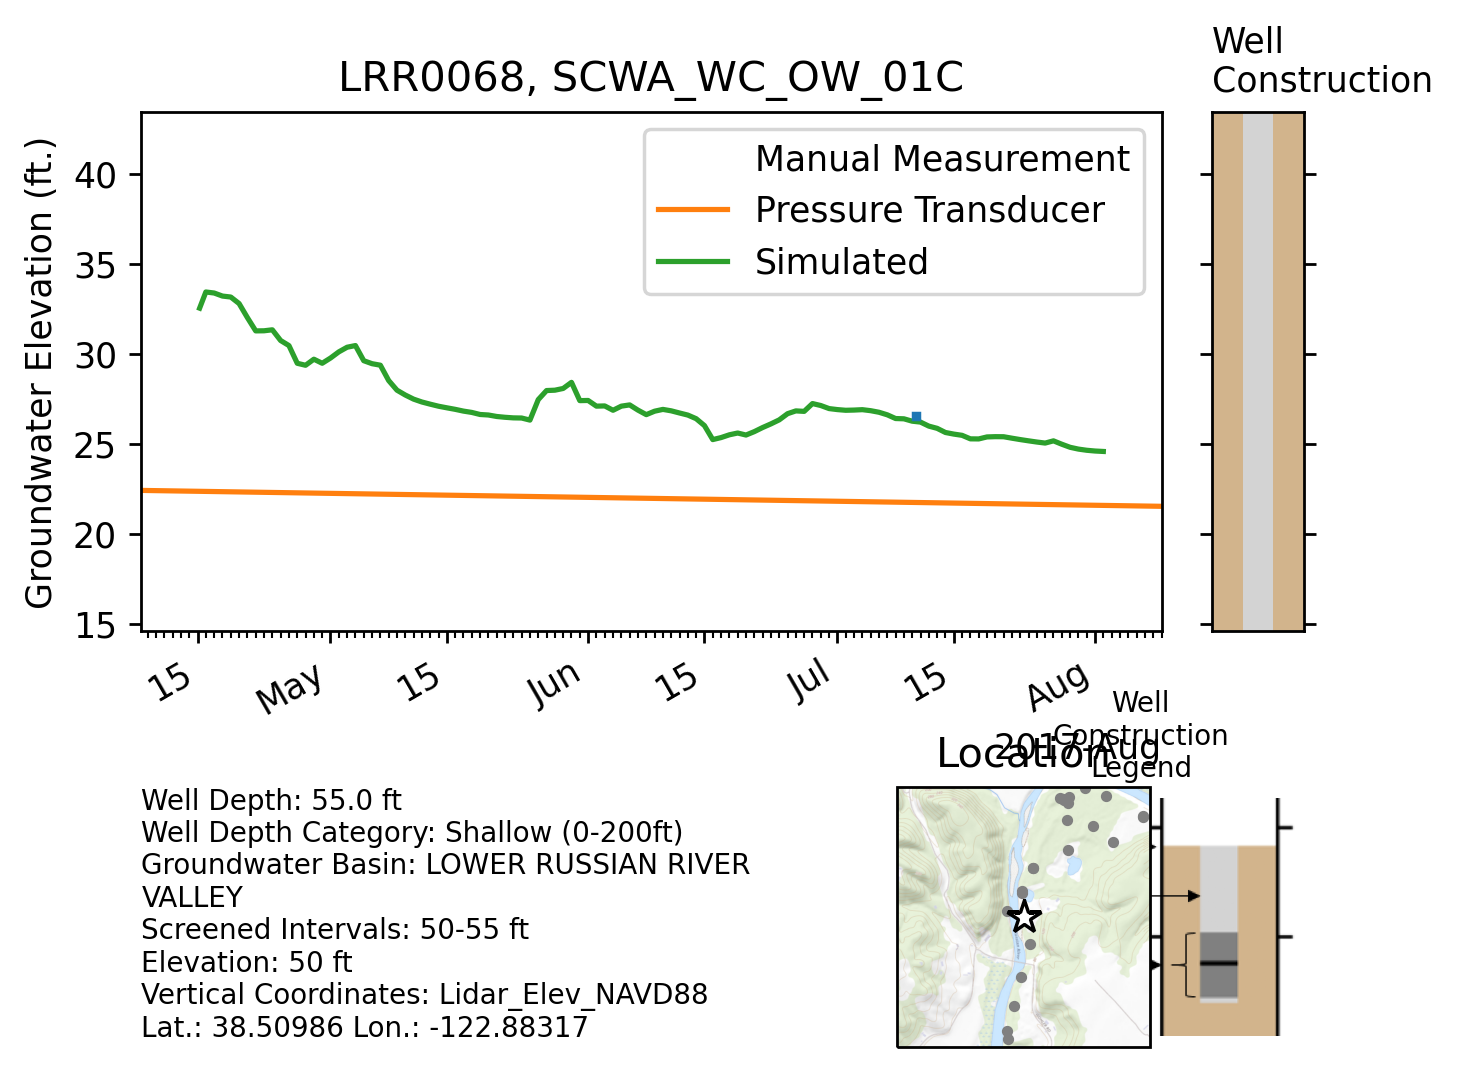 Well
Construction
LRR0068, SCWA_WC_OW_01C
Manual Measurement
Pressure Transducer
Simulated
Groundwater Elevation (ft.)
40
35
30
25
20
15
15
May
15
Jun
15
Jul
15
Aug
2017-Aug
Location
Well
Construction
Legend
Well Depth: 55.0 ft
Well Depth Category: Shallow (0-200ft)
Groundwater Basin: LOWER RUSSIAN RIVER
VALLEY
Screened Intervals: 50-55 ft
Elevation: 50 ft
Vertical Coordinates: Lidar_Elev_NAVD88
Lat.: 38.50986 Lon.: -122.88317